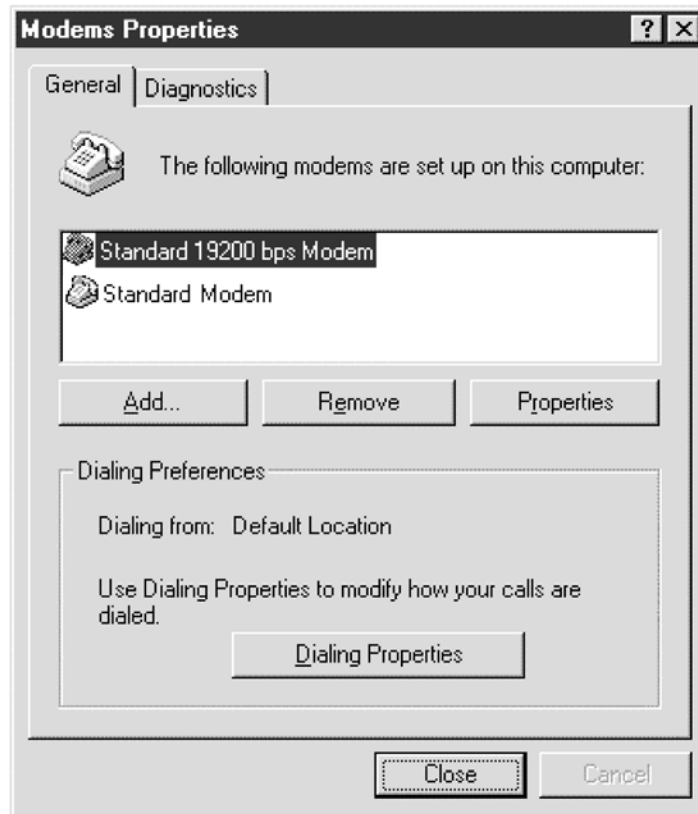 Modems Properties
General
Diagnostics
The following modems are set up on this computer:
Standard 19200 bps Modem
Standard Modem
Add...
Remove
Properties
Dialing Preferences
Dialing from: Default Location
Use Dialing Properties to modify how your calls are
dialed.
Dialing Properties
Close
Cancel